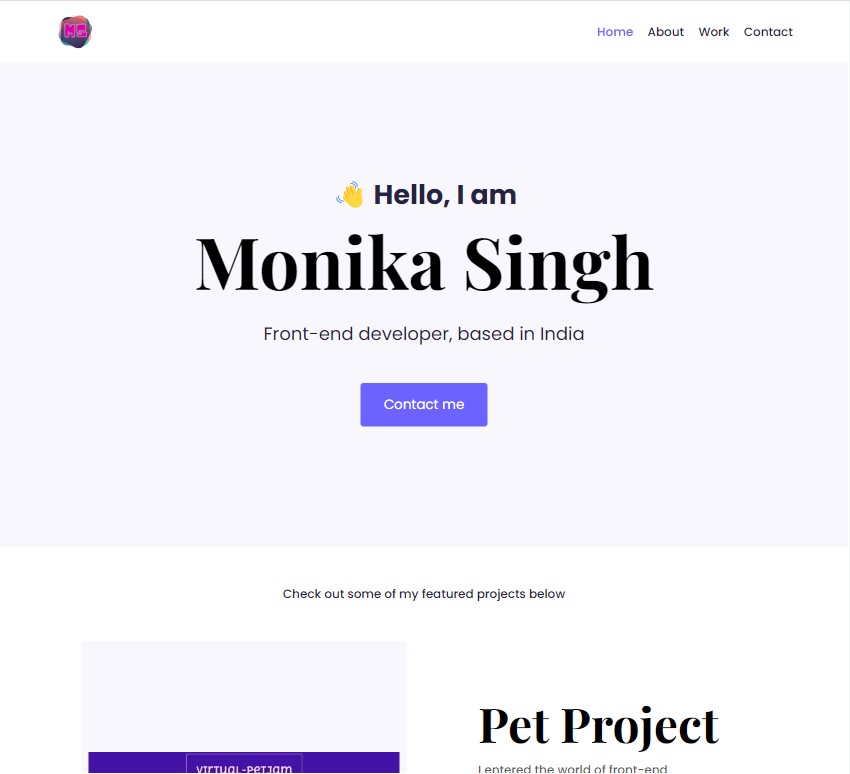 MS
Home About Work Contact
👋 Hello, I am
Monika Singh
Front-end developer, based in India
Contact me
Check out some of my featured projects below
Pet Project
VIRTUAL-PETJAM
I entered the world of front-end